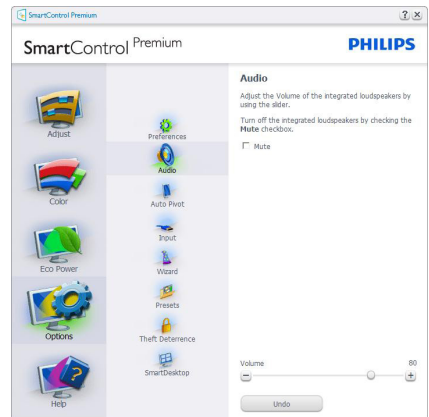 SmartControl Premium
SmartControl Premium
PHILIPS
Adjust
Color
Eco Power
Options
Help
Preferences
Audio
Auto Pivot
Input
Wizard
Presets
Theft Deterrence
SmartDesktop
Audio
Adjust the Volume of the integrated loudspeakers by
using the slider.
Turn off the integrated loudspeakers by checking the
Mute checkbox.
Mute
Volume 80
Undo